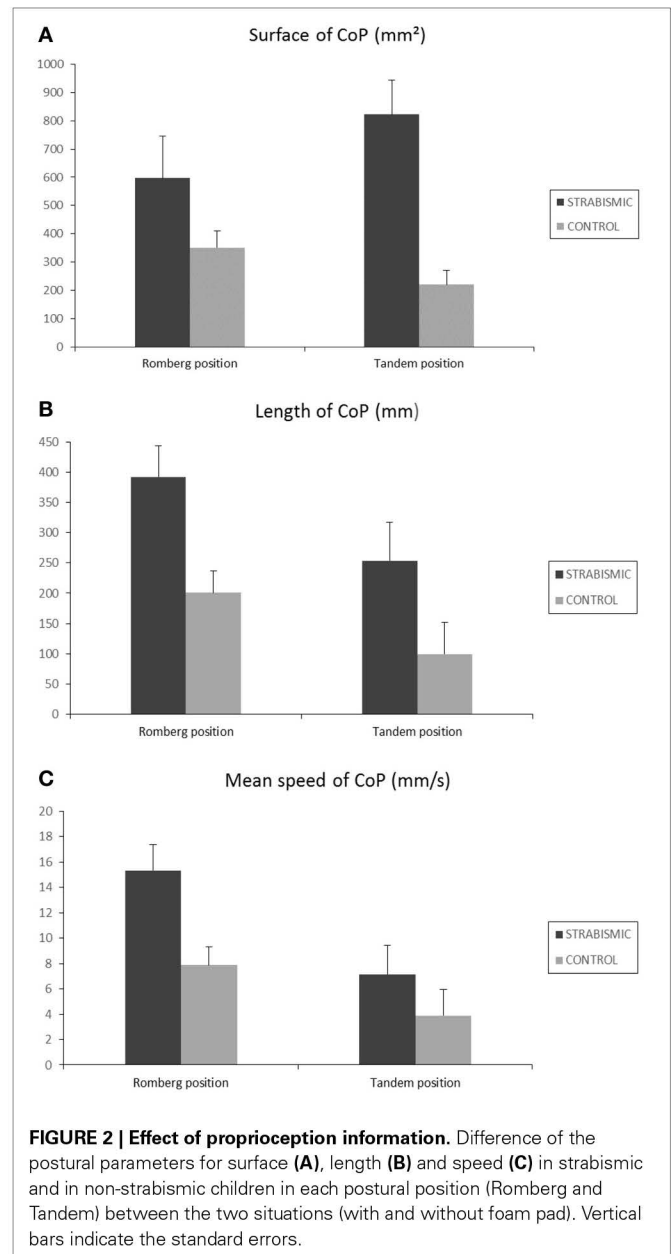 A
Surface of CoP (mm²)
1000
900
800
700
600
500
400
300
200
100
0
Romberg position
Tandem position
STRABISMIC
CONTROL
B
Length of CoP (mm)
450
400
350
300
250
200
150
100
50
0
Romberg position
Tandem position
STRABISMIC
CONTROL
C
Mean speed of CoP (mm/s)
20
18
16
14
12
10
8
6
4
2
0
Romberg position
Tandem position
STRABISMIC
CONTROL
FIGURE 2 | Effect of proprioception information. Difference of the
postural parameters for surface (A), length (B) and speed (C) in strabismic
and in non-strabismic children in each postural position (Romberg and
Tandem) between the two situations (with and without foam pad). Vertical
bars indicate the standard errors.